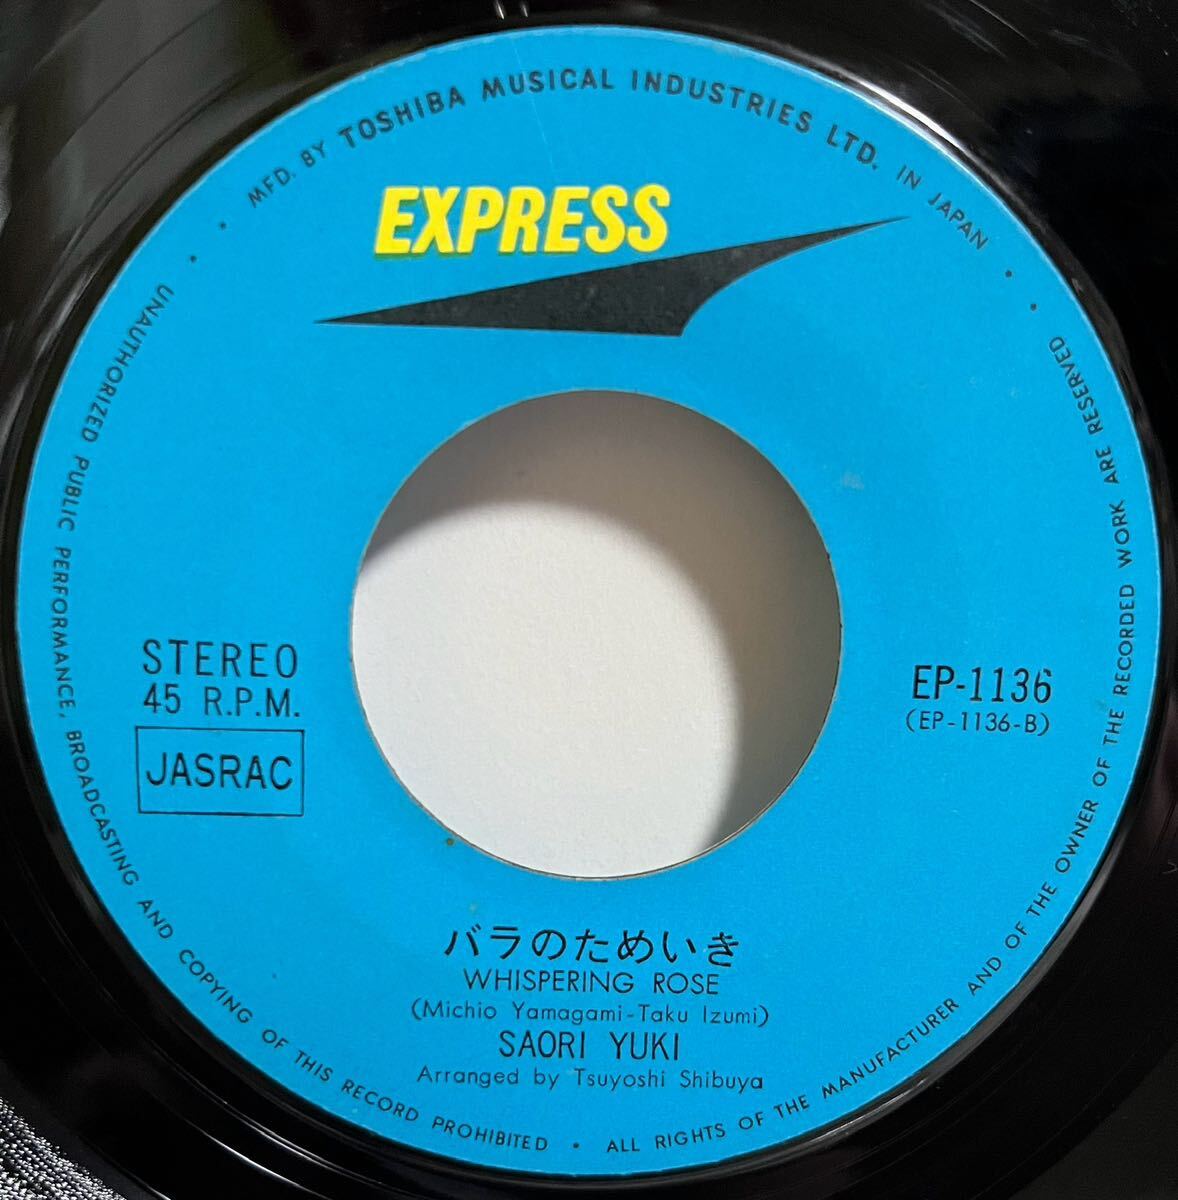 MFD. BY TOSHIBA MUSICAL INDUSTRIES LTD. IN JAPAN
EXPRESS
STEREO
45 R.P.M.
JASRAC
EP-1136
(EP-1136-B)
バラのためいき
WHISPERING ROSE
(Michio Yamagami-Taku Izumi)
SAORI YUKI
Arranged by Tsuyoshi Shibuya
UNAUTHORIZED PUBLIC PERFORMANCE, BROADCASTING AND COPYING OF THIS RECORD PROHIBITED • ALL RIGHTS OF THE MANUFACTURER AND OF THE OWNER OF THE RECORDED WORK ARE RESERVED